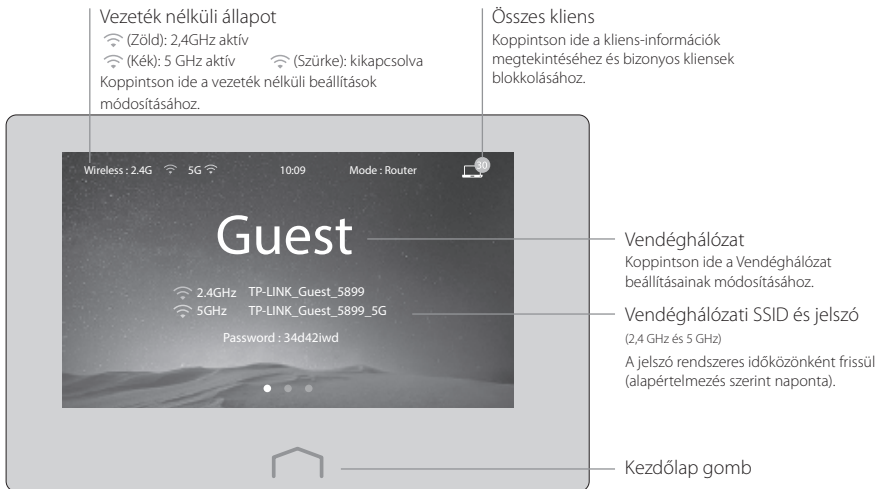 Vezeték nélküli állapot
(Zöld): 2,4GHz aktív
(Kék): 5 GHz aktív (Szürke): kikapcsolva
Koppintson ide a vezeték nélküli beállítások
módosításához.
Összes kliens
Koppintson ide a kliens-információk
megtekintéséhez és bizonyos kliensek
blokkolásához.
Wireless : 2.4G 5G 10:09 Mode : Router 30
Guest
2.4GHz TP-LINK_Guest_5899
5GHz TP-LINK_Guest_5899_5G
Password : 34d42iwd
Vendéghálózat
Koppintson ide a Vendéghálózat
beállításainak módosításához.
Vendéghálózati SSID és jelszó
(2,4 GHz és 5 GHz)
A jelszó rendszeres időközönként frissül
(alapértelmezés szerint naponta).
Kezdőlap gomb